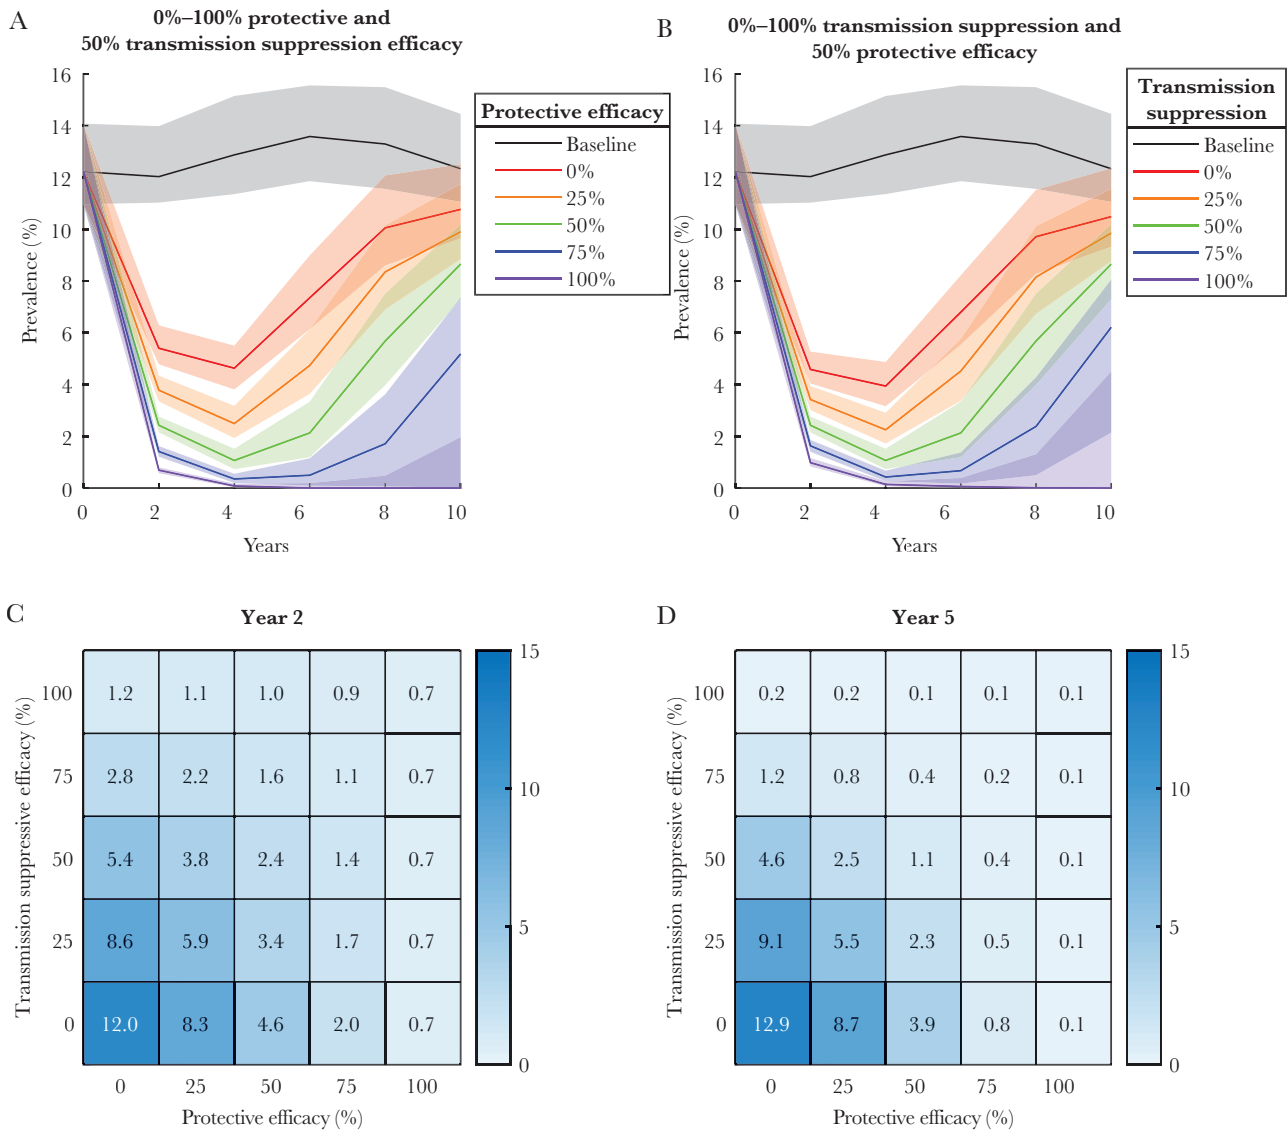 A
0%–100% protective and
50% transmission suppression efficacy
16
14
12
10
8
6
4
2
0
Prevalence (%)
0
2
4
6
8
10
Years
Protective efficacy
Baseline
0%
25%
50%
75%
100%
B
0%–100% transmission suppression and
50% protective efficacy
16
14
12
10
8
6
4
2
0
Prevalence (%)
0
2
4
6
8
10
Years
Transmission
suppression
Baseline
0%
25%
50%
75%
100%
C
Year 2
Transmission suppressive efficacy (%)
100 1.2 1.1 1.0 0.9 0.7
75 2.8 2.2 1.6 1.1 0.7
50 5.4 3.8 2.4 1.4 0.7
25 8.6 5.9 3.4 1.7 0.7
0 12.0 8.3 4.6 2.0 0.7
0 25 50 75 100
Protective efficacy (%)
15
10
5
0
D
Year 5
Transmission suppressive efficacy (%)
100 0.2 0.2 0.1 0.1 0.1
75 1.2 0.8 0.4 0.2 0.1
50 4.6 2.5 1.1 0.4 0.1
25 9.1 5.5 2.3 0.5 0.1
0 12.9 8.7 3.9 0.8 0.1
0 25 50 75 100
Protective efficacy (%)
15
10
5
0